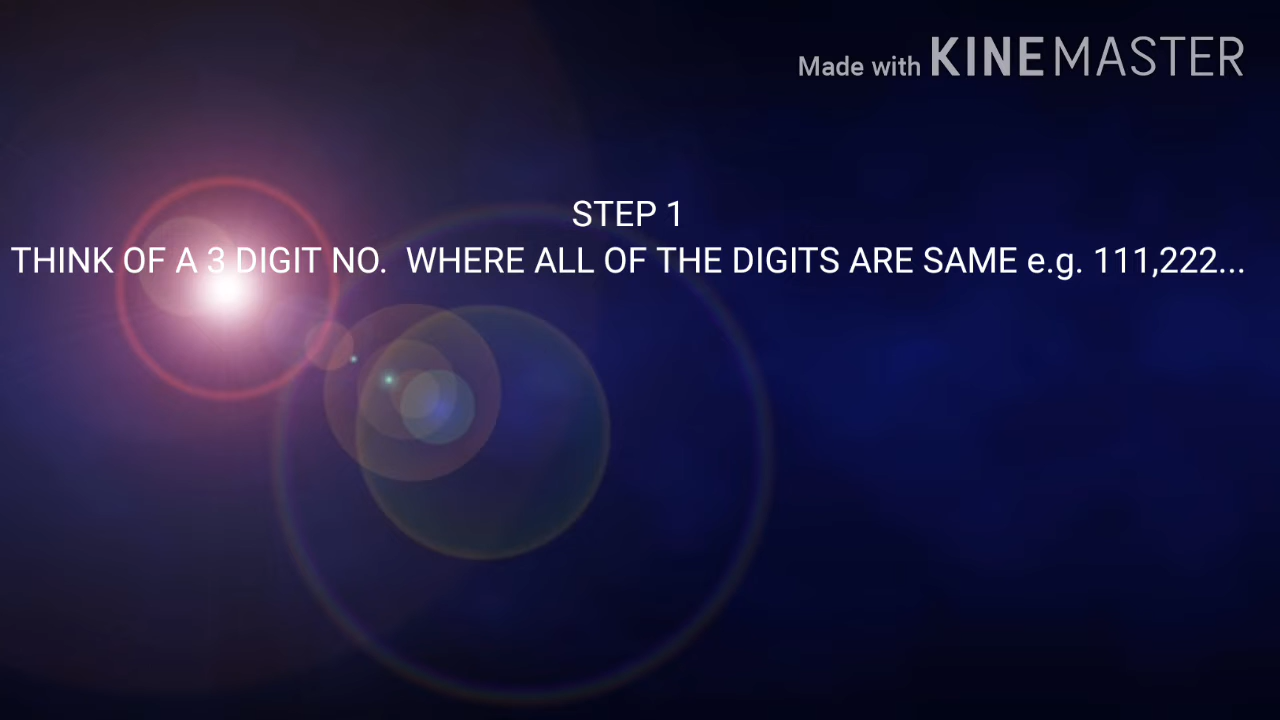 Made with KINEMASTER
STEP 1
THINK OF A 3 DIGIT NO.  WHERE ALL OF THE DIGITS ARE SAME e.g. 111,222...